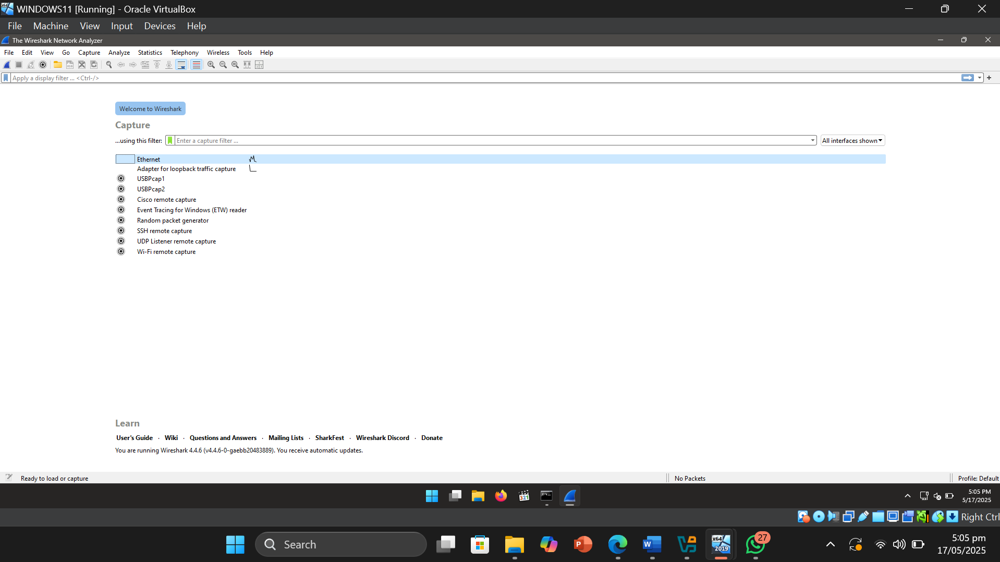 WINDOWS11 [Running] - Oracle VirtualBox
File Machine View Input Devices Help
The Wireshark Network Analyzer
File Edit View Go Capture Analyze Statistics Telephony Wireless Tools Help
Apply a display filter ... <Ctrl-/>
Welcome to Wireshark
Capture
...using this filter: Enter a capture filter ... All interfaces shown
Ethernet
Adapter for loopback traffic capture
USBPcap1
USBPcap2
Cisco remote capture
Event Tracing for Windows (ETW) reader
Random packet generator
SSH remote capture
UDP Listener remote capture
Wi-Fi remote capture
Learn
User's Guide · Wiki · Questions and Answers · Mailing Lists · SharkFest · Wireshark Discord · Donate
You are running Wireshark 4.4.6 (v4.4.6-0-gaebb20483889). You receive automatic updates.
Ready to load or capture No Packets Profile: Default
321
5:05 PM
5/17/2025
Right Ctrl
Search
P
W
x64
2019
27
5:05 pm
17/05/2025